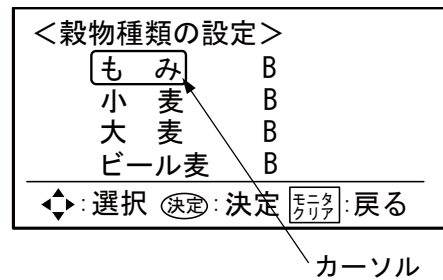 <穀物種類の設定>
もみ B
小麦 B
大麦 B
ビール麦 B
:選択 決定:決定 モニタクリア:戻る
カーソル